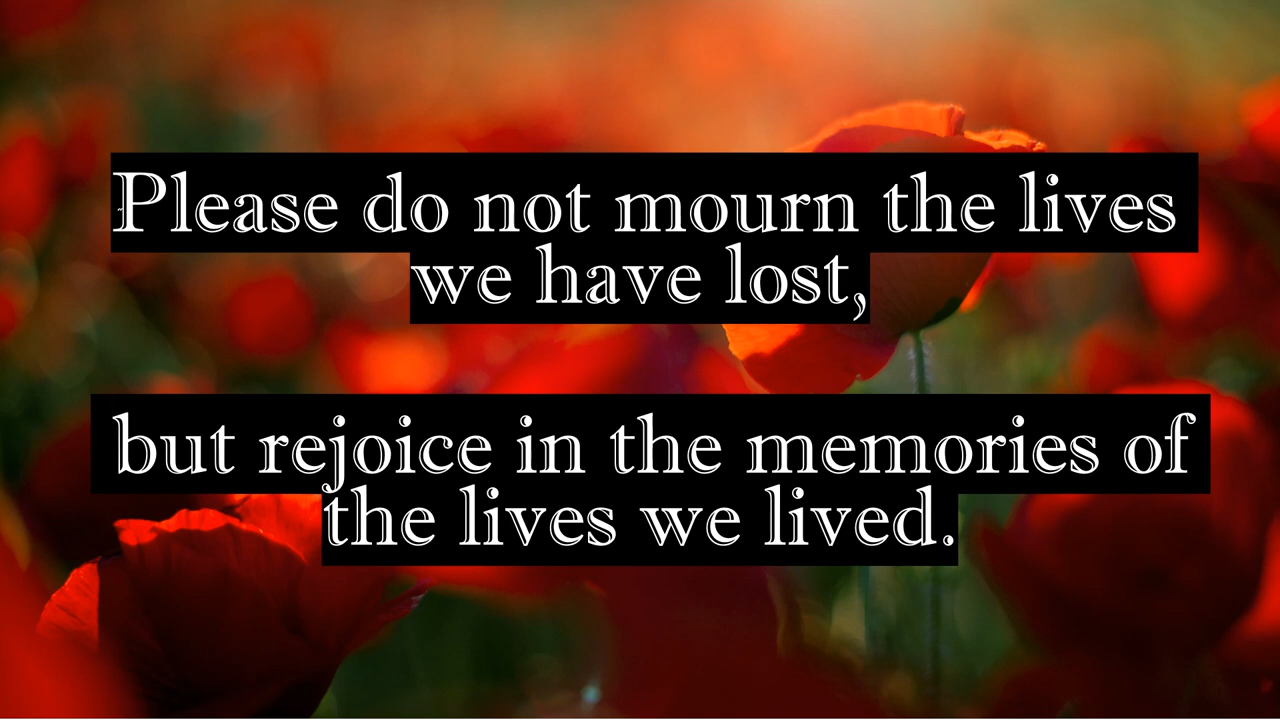 Please do not mourn the lives
we have lost,
but rejoice in the memories of
the lives we lived.